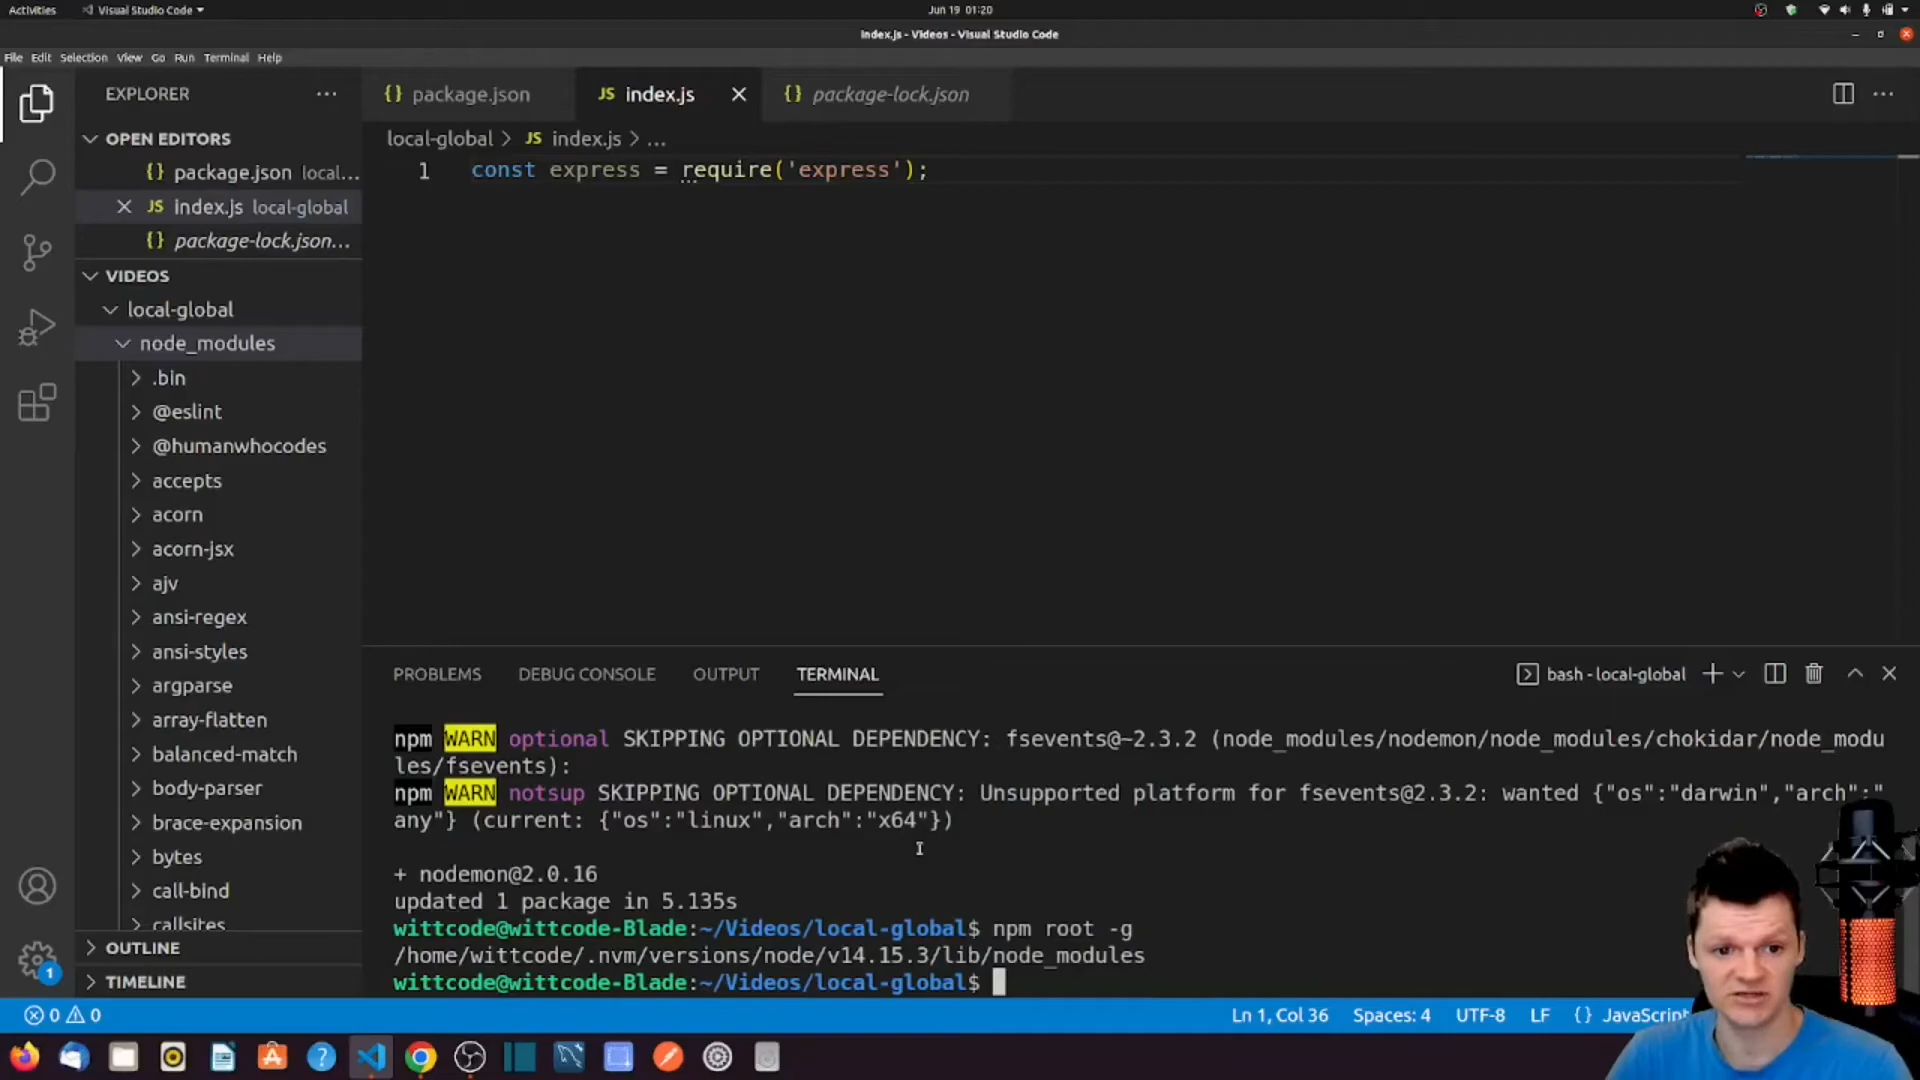 Activities
Visual Studio Code
Jun 19 01:20
index.js - Videos - Visual Studio Code
File Edit Selection View Go Run Terminal Help
EXPLORER
package.json
JS index.js
package-lock.json
OPEN EDITORS
local-global > JS index.js > ...
package.json local...
1 const express = require('express');
JS index.js local-global
package-lock.json...
VIDEOS
local-global
node_modules
.bin
@eslint
@humanwhocodes
accepts
acorn
acorn-jsx
ajv
ansi-regex
ansi-styles
argparse
array-flatten
balanced-match
body-parser
brace-expansion
bytes
call-bind
callsites
OUTLINE
TIMELINE
1
PROBLEMS DEBUG CONSOLE OUTPUT TERMINAL
bash - local-global
npm WARN optional SKIPPING OPTIONAL DEPENDENCY: fsevents@~2.3.2 (node_modules/nodemon/node_modules/chokidar/node_modu
les/fsevents):
npm WARN notsup SKIPPING OPTIONAL DEPENDENCY: Unsupported platform for fsevents@2.3.2: wanted {"os":"darwin","arch":"
any"} (current: {"os":"linux","arch":"x64"})
+ nodemon@2.0.16
updated 1 package in 5.135s
wittcode@wittcode-Blade:~/Videos/local-global$ npm root -g
/home/wittcode/.nvm/versions/node/v14.15.3/lib/node_modules
wittcode@wittcode-Blade:~/Videos/local-global$
0 0
Ln 1, Col 36 Spaces: 4 UTF-8 LF {} JavaScript